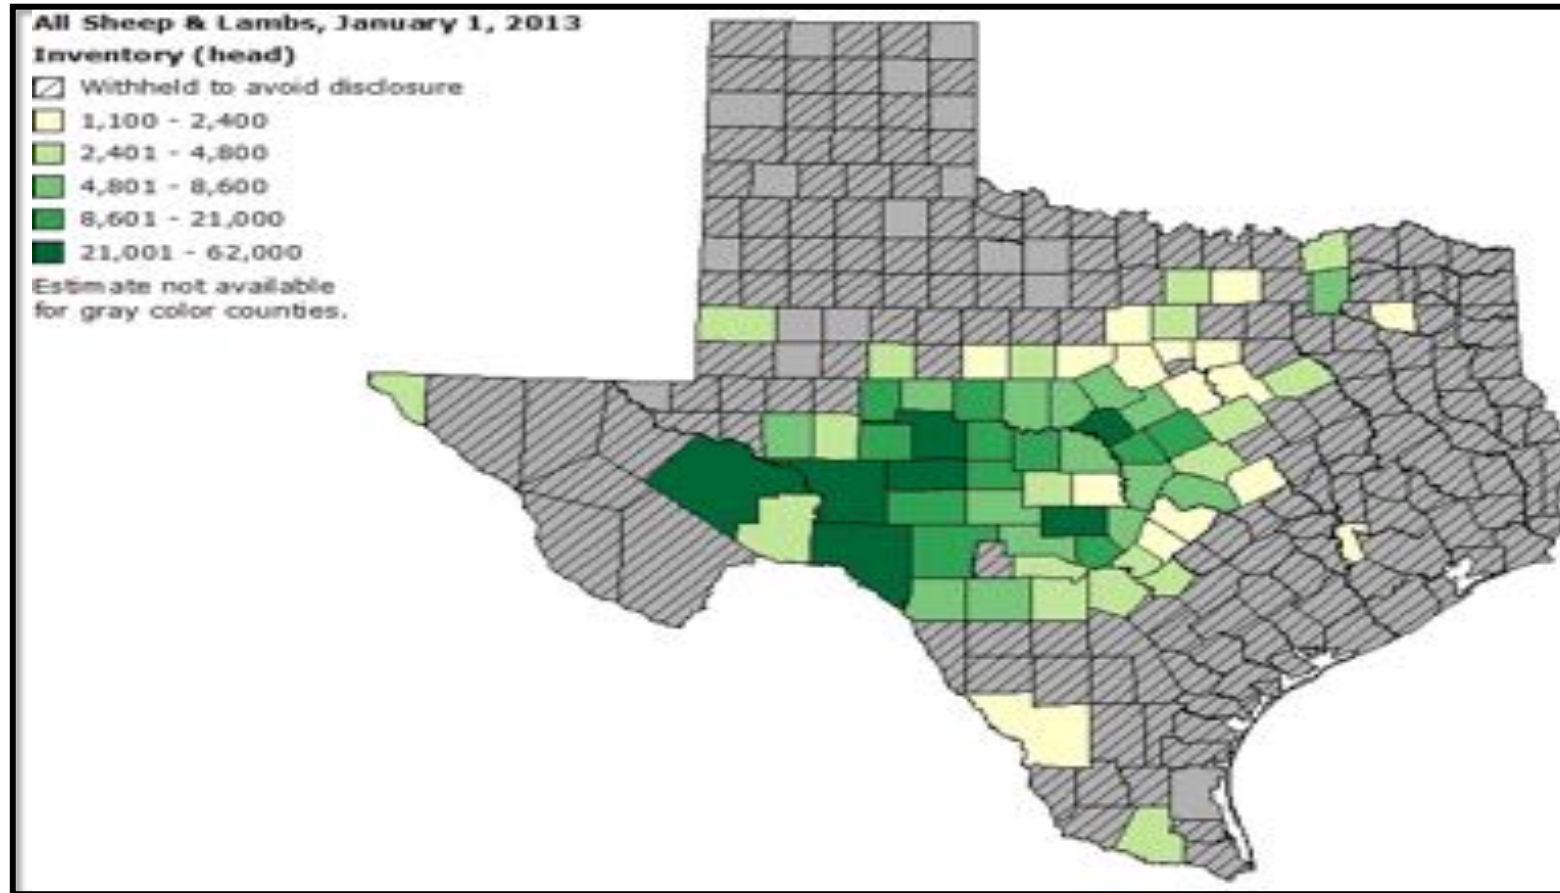 All Sheep & Lambs, January 1, 2013
Inventory (head)
Withheld to avoid disclosure
1,100 - 2,400
2,401 - 4,800
4,801 - 8,600
8,601 - 21,000
21,001 - 62,000
Estimate not available
for gray color counties.